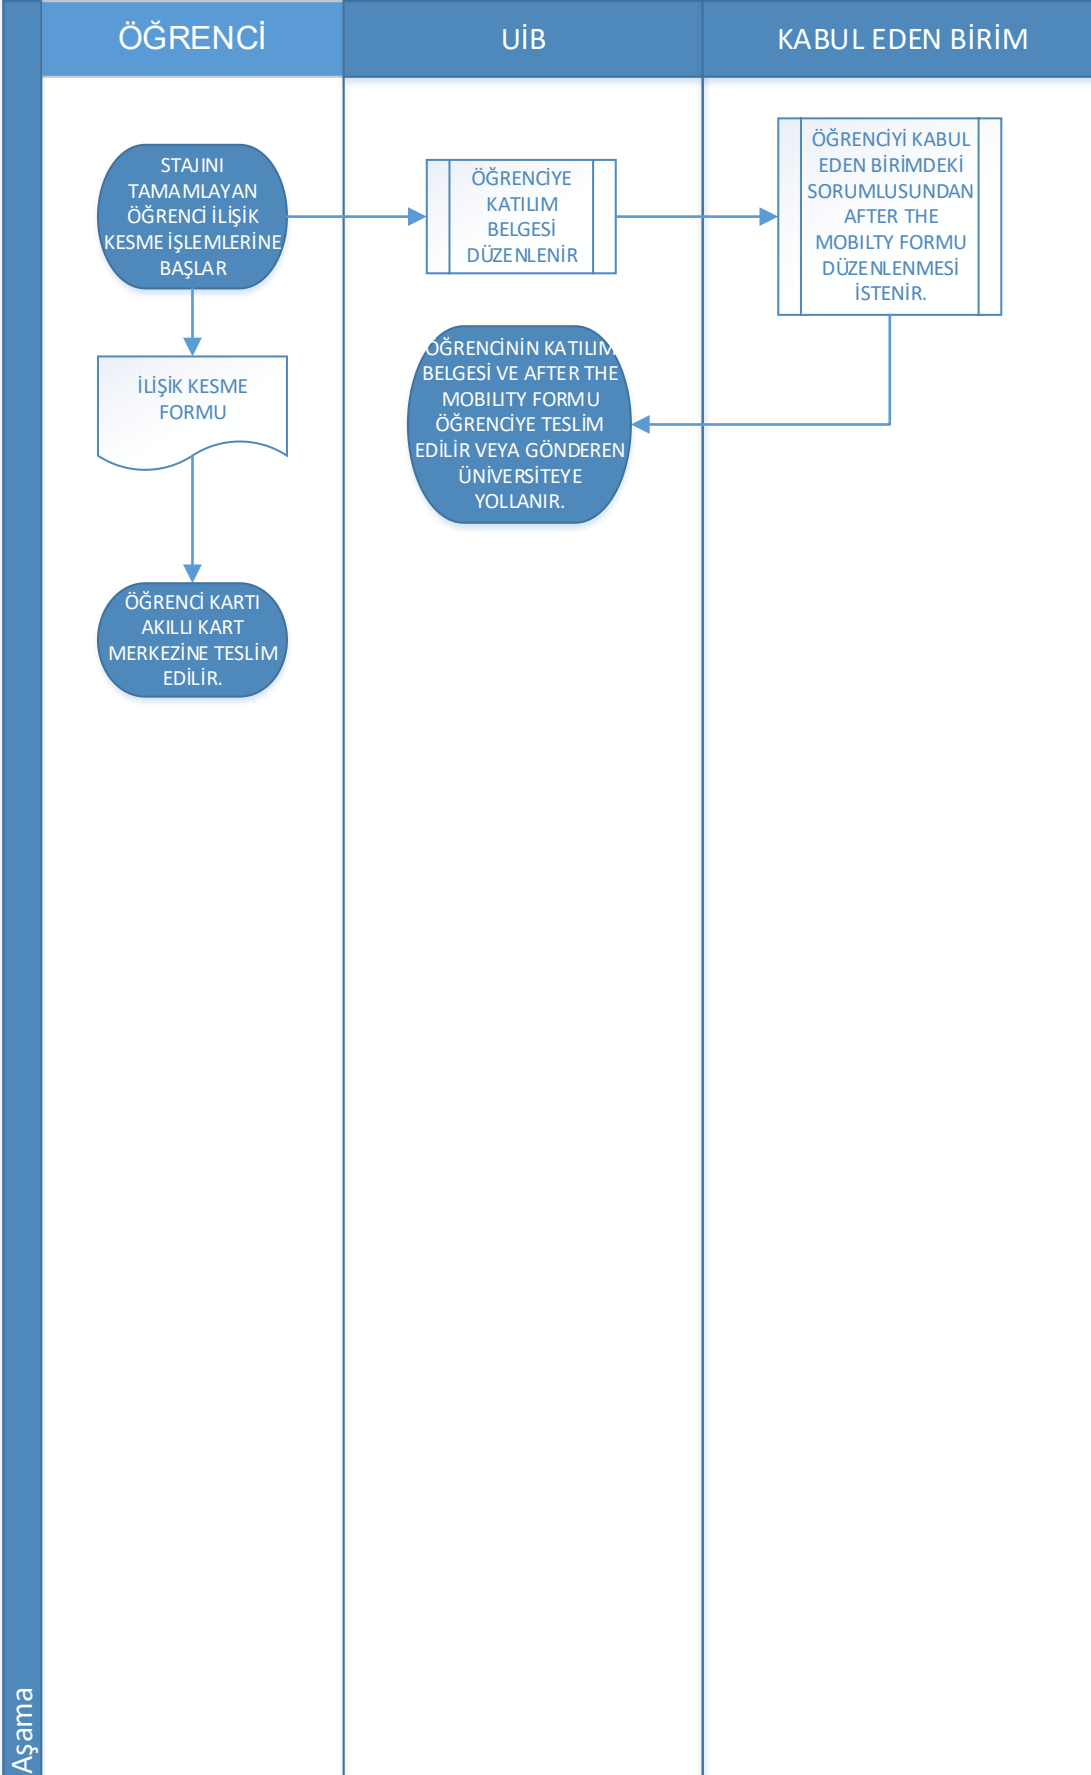 ÖĞRENCİ
UİB
KABUL EDEN BİRİM
STAJINI
TAMAMLAYAN
ÖĞRENCİ İLİŞİK
KESME İŞLEMLERİNE
BAŞLAR
ÖĞRENCİYE
KATILIM
BELGESİ
DÜZENLENİR
ÖĞRENCİYİ KABUL
EDEN BİRİMDEKİ
SORUMLUSUNDAN
AFTER THE
MOBILTY FORMU
DÜZENLENMESİ
İSTENİR.
İLİŞİK KESME
FORMU
ÖĞRENCİNİN KATILIM
BELGESİ VE AFTER THE
MOBILITY FORMU
ÖĞRENCİYE TESLİM
EDİLİR VEYA GÖNDEREN
ÜNİVERSİTEYE
YOLLANIR.
ÖĞRENCİ KARTI
AKILLI KART
MERKEZİNE TESLİM
EDİLİR.
Aşama